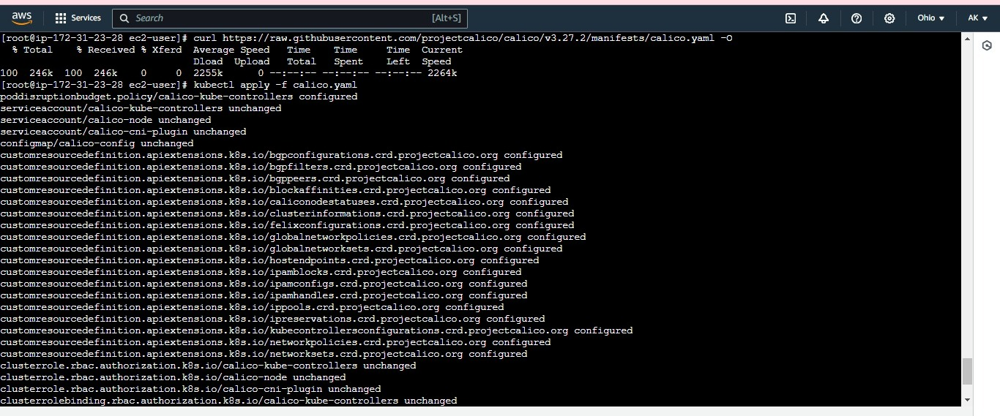 aws Services Search [Alt+S] Ohio AK
[root@ip-172-31-23-28 ec2-user]# curl https://raw.githubusercontent.com/projectcalico/calico/v3.27.2/manifests/calico.yaml -O
  % Total    % Received % Xferd  Average Speed   Time    Time     Time  Current
                                 Dload  Upload   Total   Spent    Left  Speed
100  246k  100  246k    0     0  2255k      0 --:--:-- --:--:-- --:--:-- 2264k
[root@ip-172-31-23-28 ec2-user]# kubectl apply -f calico.yaml
poddisruptionbudget.policy/calico-kube-controllers configured
serviceaccount/calico-kube-controllers unchanged
serviceaccount/calico-node unchanged
serviceaccount/calico-cni-plugin unchanged
configmap/calico-config unchanged
customresourcedefinition.apiextensions.k8s.io/bgpconfigurations.crd.projectcalico.org configured
customresourcedefinition.apiextensions.k8s.io/bgpfilters.crd.projectcalico.org configured
customresourcedefinition.apiextensions.k8s.io/bgppeers.crd.projectcalico.org configured
customresourcedefinition.apiextensions.k8s.io/blockaffinities.crd.projectcalico.org configured
customresourcedefinition.apiextensions.k8s.io/caliconodestatuses.crd.projectcalico.org configured
customresourcedefinition.apiextensions.k8s.io/clusterinformations.crd.projectcalico.org configured
customresourcedefinition.apiextensions.k8s.io/felixconfigurations.crd.projectcalico.org configured
customresourcedefinition.apiextensions.k8s.io/globalnetworkpolicies.crd.projectcalico.org configured
customresourcedefinition.apiextensions.k8s.io/globalnetworksets.crd.projectcalico.org configured
customresourcedefinition.apiextensions.k8s.io/hostendpoints.crd.projectcalico.org configured
customresourcedefinition.apiextensions.k8s.io/ipamblocks.crd.projectcalico.org configured
customresourcedefinition.apiextensions.k8s.io/ipamconfigs.crd.projectcalico.org configured
customresourcedefinition.apiextensions.k8s.io/ipamhandles.crd.projectcalico.org configured
customresourcedefinition.apiextensions.k8s.io/ippools.crd.projectcalico.org configured
customresourcedefinition.apiextensions.k8s.io/ipreservations.crd.projectcalico.org configured
customresourcedefinition.apiextensions.k8s.io/kubecontrollersconfigurations.crd.projectcalico.org configured
customresourcedefinition.apiextensions.k8s.io/networkpolicies.crd.projectcalico.org configured
customresourcedefinition.apiextensions.k8s.io/networksets.crd.projectcalico.org configured
clusterrole.rbac.authorization.k8s.io/calico-kube-controllers unchanged
clusterrole.rbac.authorization.k8s.io/calico-node unchanged
clusterrole.rbac.authorization.k8s.io/calico-cni-plugin unchanged
clusterrolebinding.rbac.authorization.k8s.io/calico-kube-controllers unchanged